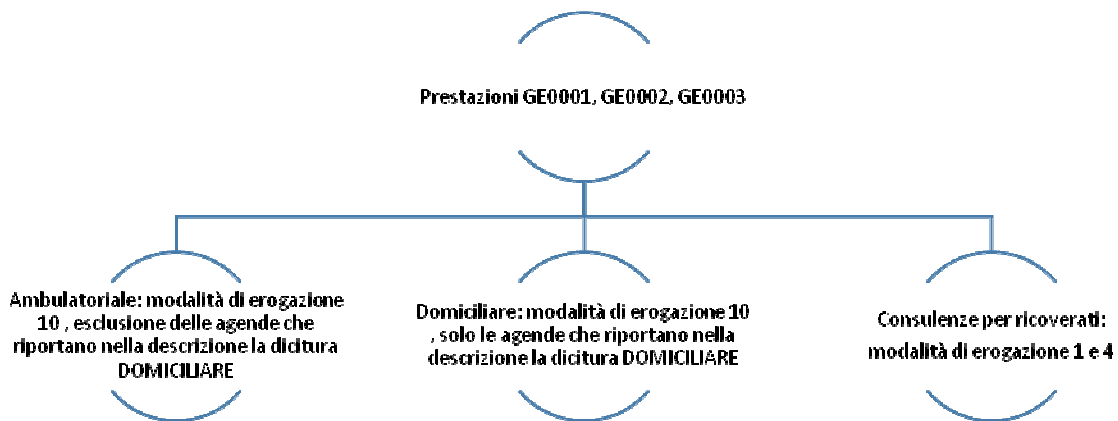 Prestazioni GE0001, GE0002, GE0003
Ambulatoriale: modalità di erogazione
10 , esclusione delle agende che
riportano nella descrizione la dicitura
DOMICILIARE
Domiciliare: modalità di erogazione 10
, solo le agende che riportano nella
descrizione la dicitura DOMICILIARE
Consulenze per ricoverati:
modalità di erogazione 1 e 4